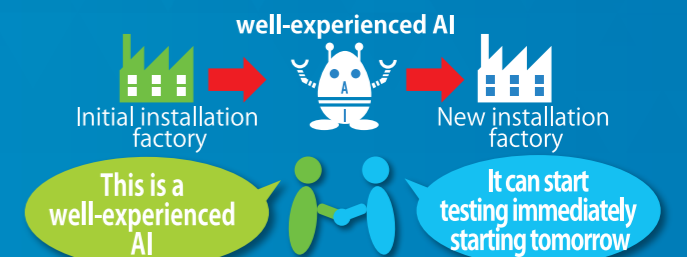 well-experienced AI
A
I
Initial installation
factory
New installation
factory
This is a
well-experienced
AI
It can start
testing immediately
starting tomorrow